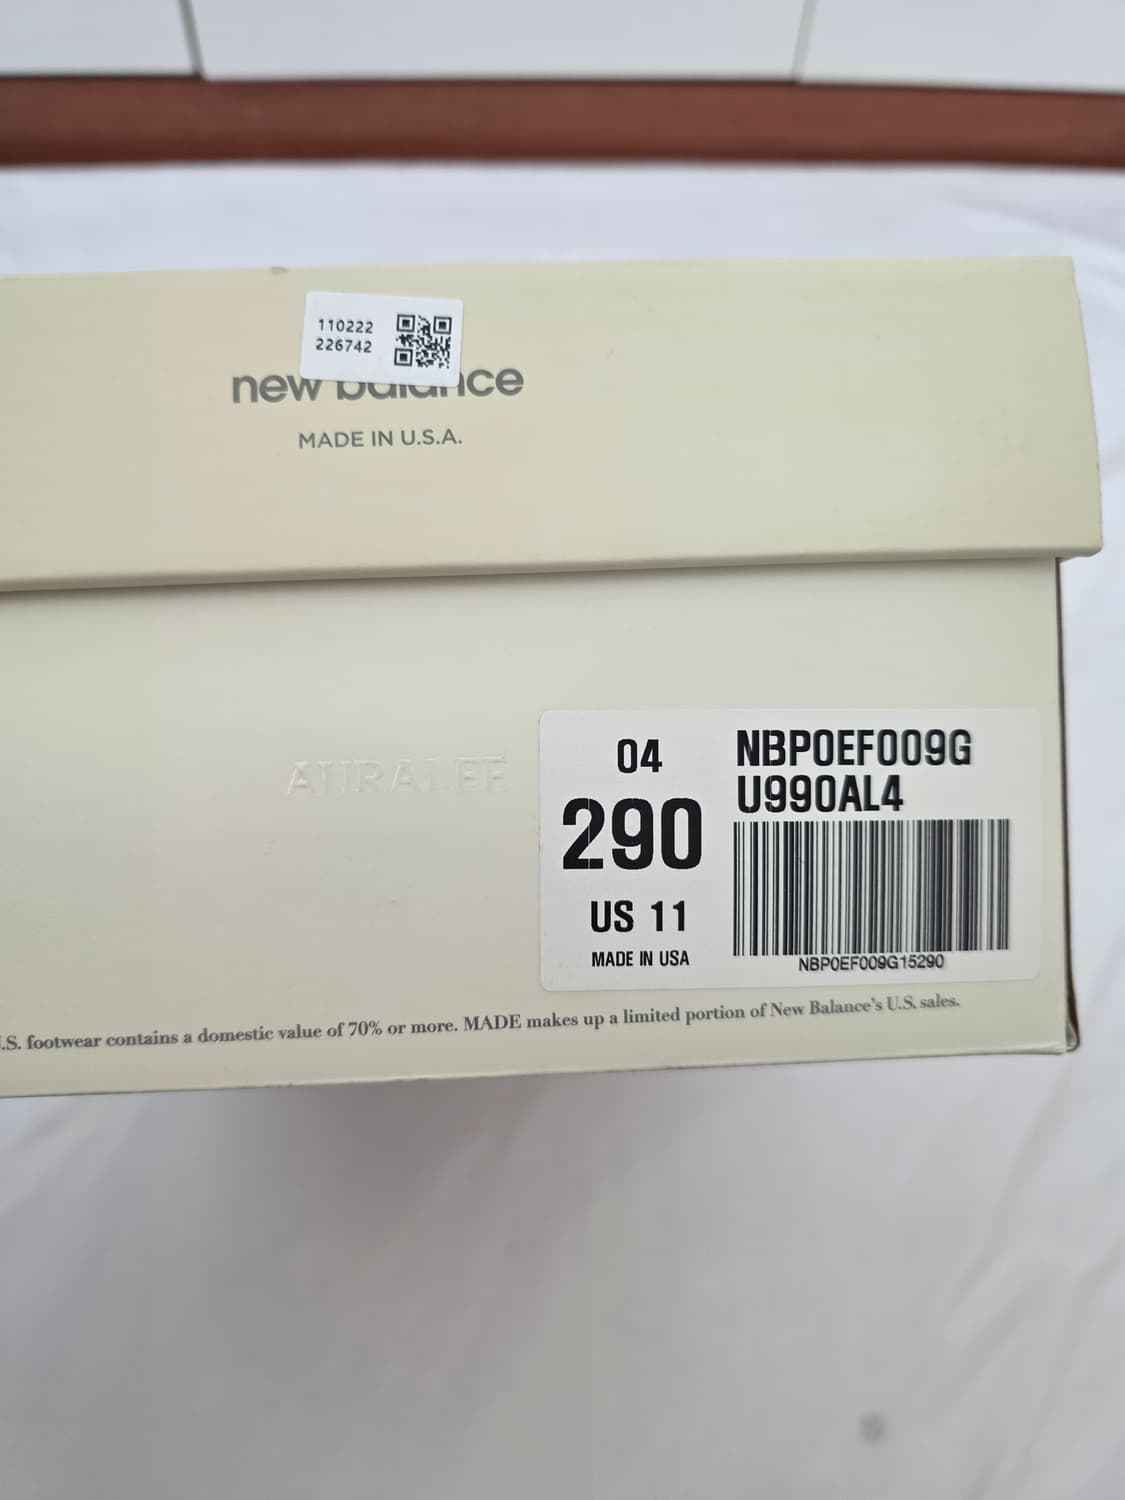 110222
226742
new balance
MADE IN U.S.A.
AURALEE
04
290
US 11
MADE IN USA
NBP0EF009G
U990AL4
NBP0EF009G15290
.S. footwear contains a domestic value of 70% or more. MADE makes up a limited portion of New Balance's U.S. sales.